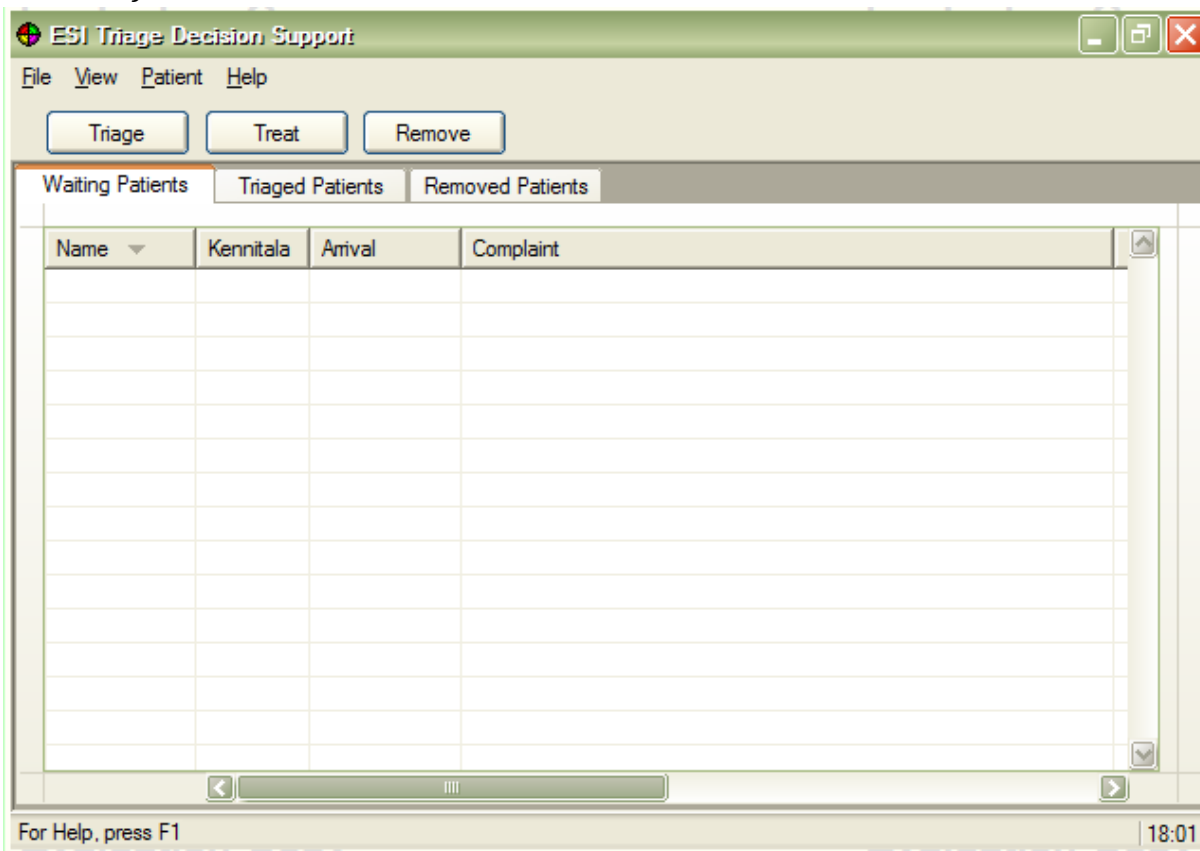 ESI Triage Decision Support
File View Patient Help
Triage Treat Remove
Waiting Patients Triaged Patients Removed Patients
Name Kennitala Arrival Complaint
For Help, press F1 18:01